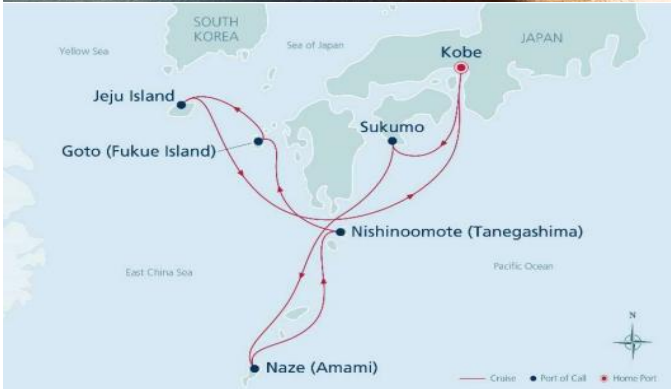 SOUTH
KOREA
Yellow Sea
Sea of Japan
JAPAN
Kobe
Jeju Island
Goto (Fukue Island)
Sukumo
Nishinoomote (Tanegashima)
East China Sea
Pacific Ocean
Naze (Amami)
N
Cruise
Port of Call
Home Port